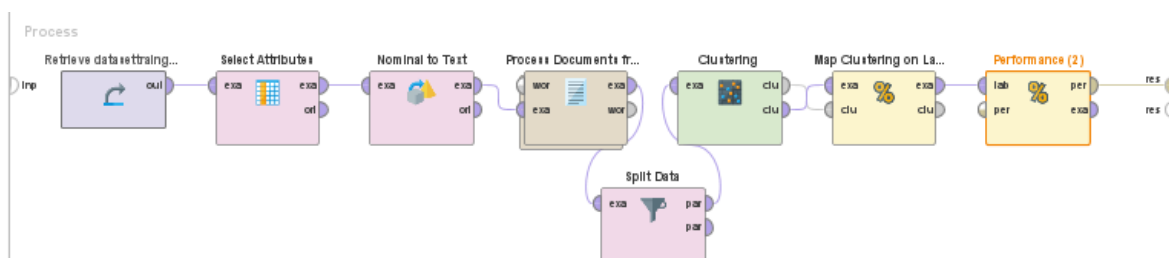 Process
Retrieve datasettraing...
Select Attributes
Nominal to Text
Process Documents fr...
Clustering
Map Clustering on La...
Performance (2)
inp
out
exa
exa
ori
exa
exa
ori
wor
exa
exa
wor
exa
clu
clu
exa
clu
exa
clu
lab
per
per
exa
res
res
Split Data
exa
par
par